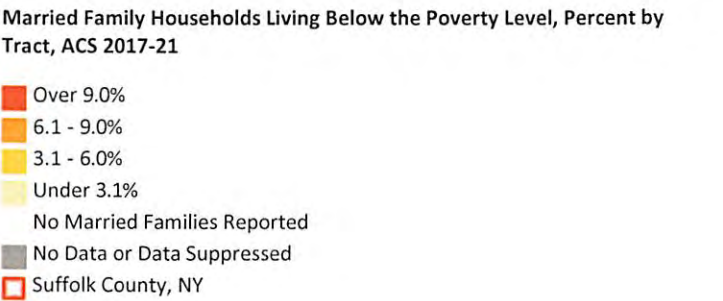 Married Family Households Living Below the Poverty Level, Percent by
Tract, ACS 2017-21
Over 9.0%
6.1 - 9.0%
3.1 - 6.0%
Under 3.1%
No Married Families Reported
No Data or Data Suppressed
Suffolk County, NY